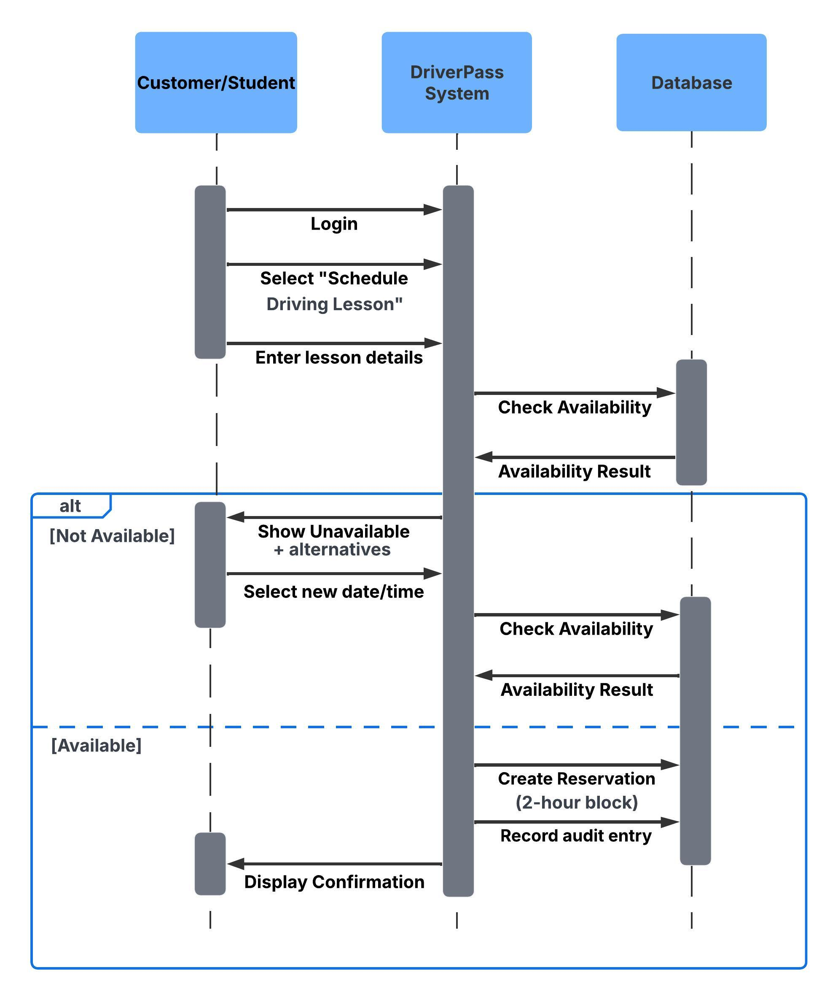 Customer/Student
DriverPass
System
Database
Login
Select "Schedule
Driving Lesson"
Enter lesson details
Check Availability
Availability Result
alt
[Not Available]
Show Unavailable
+ alternatives
Select new date/time
Check Availability
Availability Result
[Available]
Create Reservation
(2-hour block)
Record audit entry
Display Confirmation